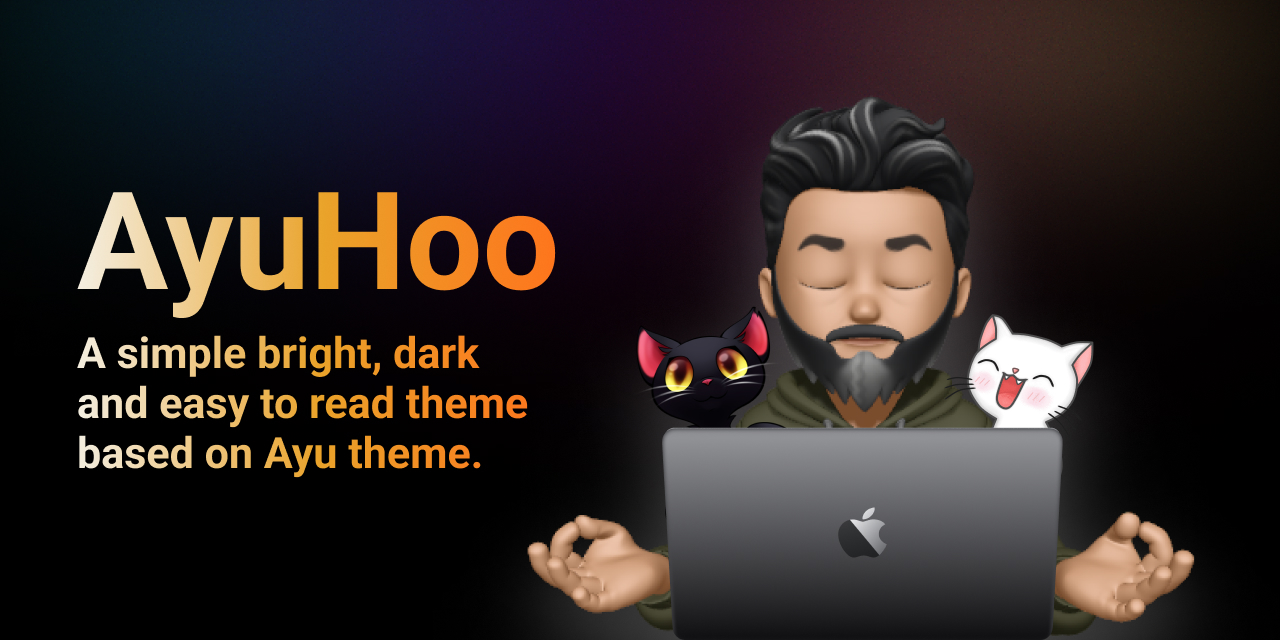 AyuHoo
A simple bright, dark
and easy to read theme
based on Ayu theme.